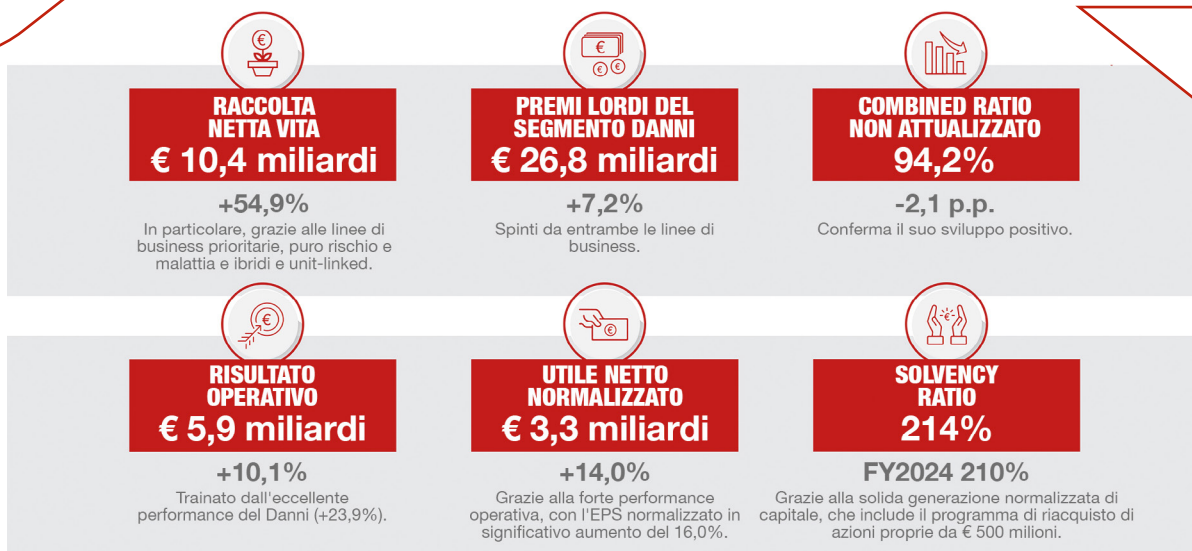 RACCOLTA
NETTA VITA
€ 10,4 miliardi
+54,9%
In particolare, grazie alle linee di
business prioritarie, puro rischio e
malattia e ibridi e unit-linked.
PREMI LORDI DEL
SEGMENTO DANNI
€ 26,8 miliardi
+7,2%
Spinti da entrambe le linee di
business.
COMBINED RATIO
NON ATTUALIZZATO
94,2%
-2,1 p.p.
Conferma il suo sviluppo positivo.
RISULTATO
OPERATIVO
€ 5,9 miliardi
+10,1%
Trainato dall'eccellente
performance del Danni (+23,9%).
UTILE NETTO
NORMALIZZATO
€ 3,3 miliardi
+14,0%
Grazie alla forte performance
operativa, con l'EPS normalizzato in
significativo aumento del 16,0%.
SOLVENCY
RATIO
214%
FY2024 210%
Grazie alla solida generazione normalizzata di
capitale, che include il programma di riacquisto di
azioni proprie da € 500 milioni.